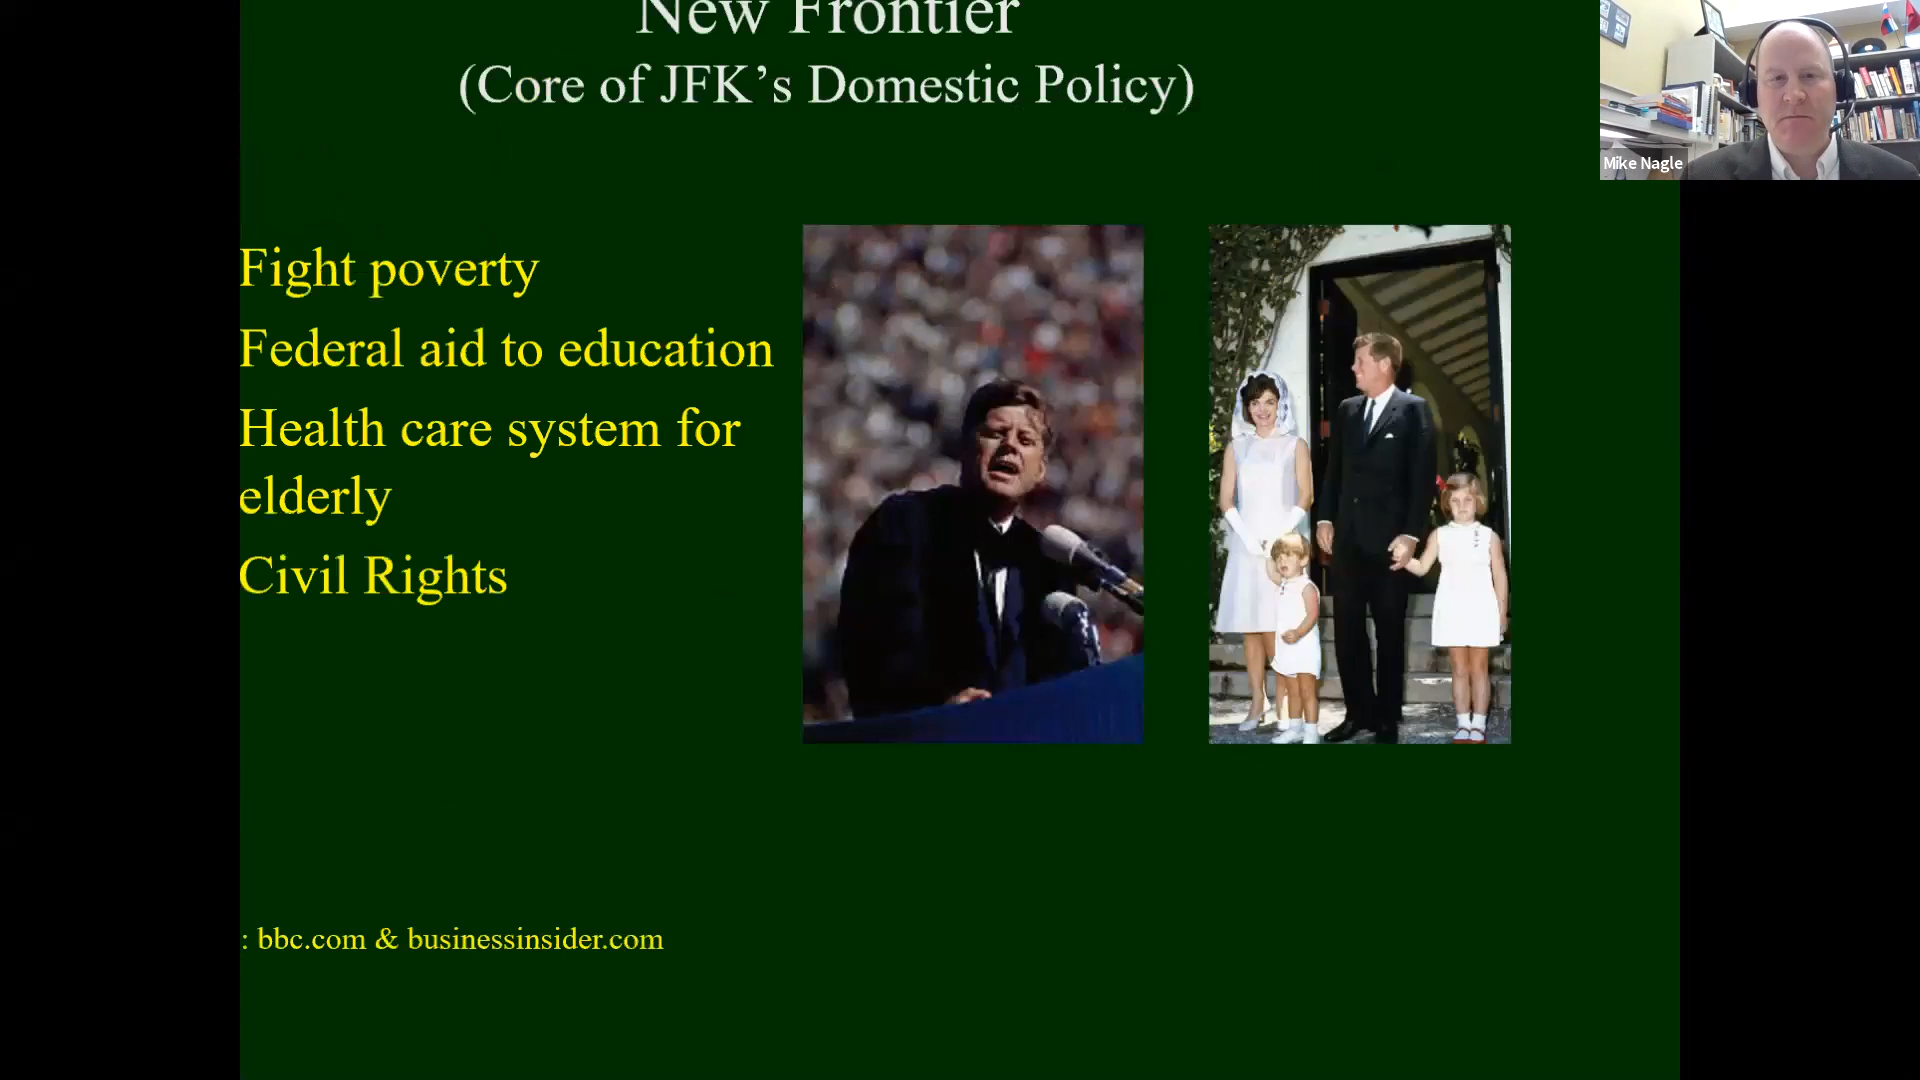 New Frontier
(Core of JFK’s Domestic Policy)
Mike Nagle
Fight poverty
Federal aid to education
Health care system for
elderly
Civil Rights
: bbc.com & businessinsider.com